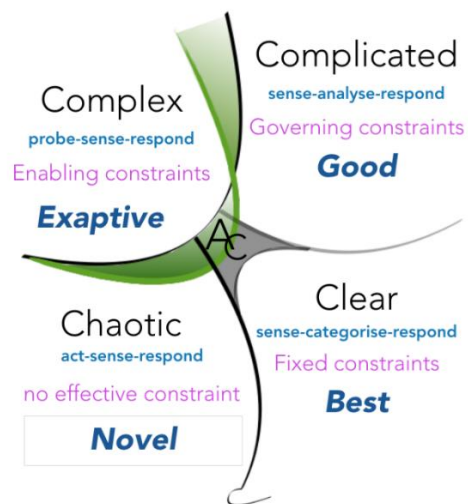 Complex
probe-sense-respond
Enabling constraints
Exaptive
Complicated
sense-analyse-respond
Governing constraints
Good
A
C
Chaotic
act-sense-respond
no effective constraint
Novel
Clear
sense-categorise-respond
Fixed constraints
Best